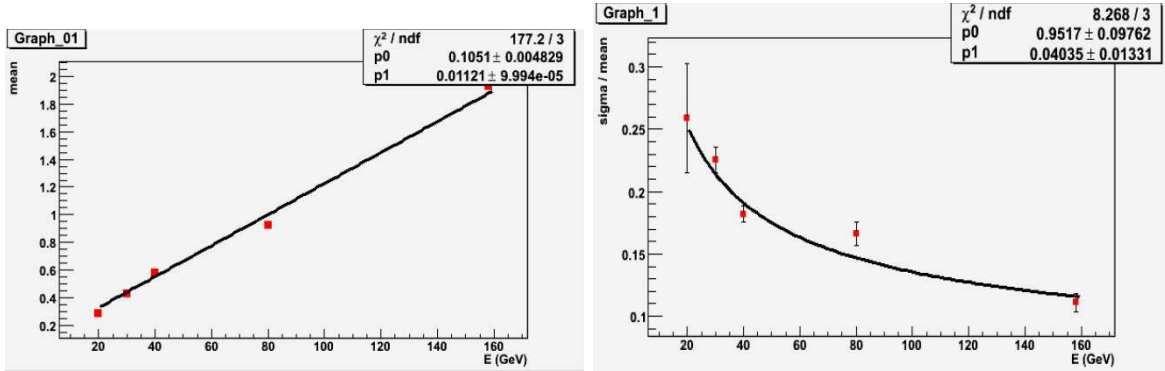 Graph_01
χ² / ndf 177.2 / 3
p0 0.1051 ± 0.004829
p1 0.01121 ± 9.994e-05
mean
2
1.8
1.6
1.4
1.2
1
0.8
0.6
0.4
0.2
20 40 60 80 100 120 140 160
E (GeV)
Graph_1
χ² / ndf 8.268 / 3
p0 0.9517 ± 0.09762
p1 0.04035 ± 0.01331
sigma / mean
0.3
0.25
0.2
0.15
0.1
20 40 60 80 100 120 140 160
E (GeV)